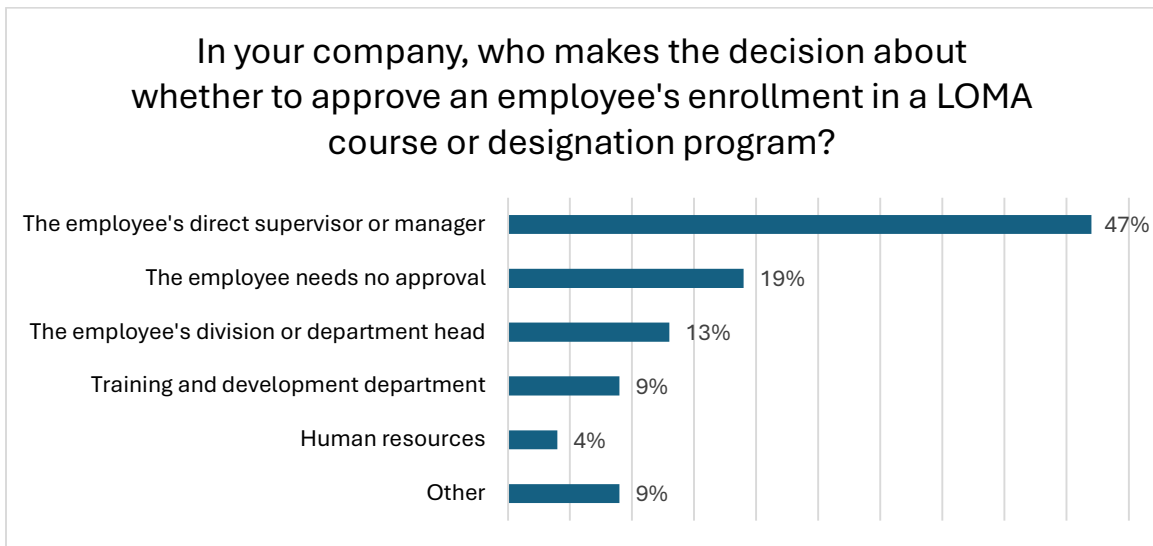 In your company, who makes the decision about
whether to approve an employee's enrollment in a LOMA
course or designation program?
The employee's direct supervisor or manager 47%
The employee needs no approval 19%
The employee's division or department head 13%
Training and development department 9%
Human resources 4%
Other 9%